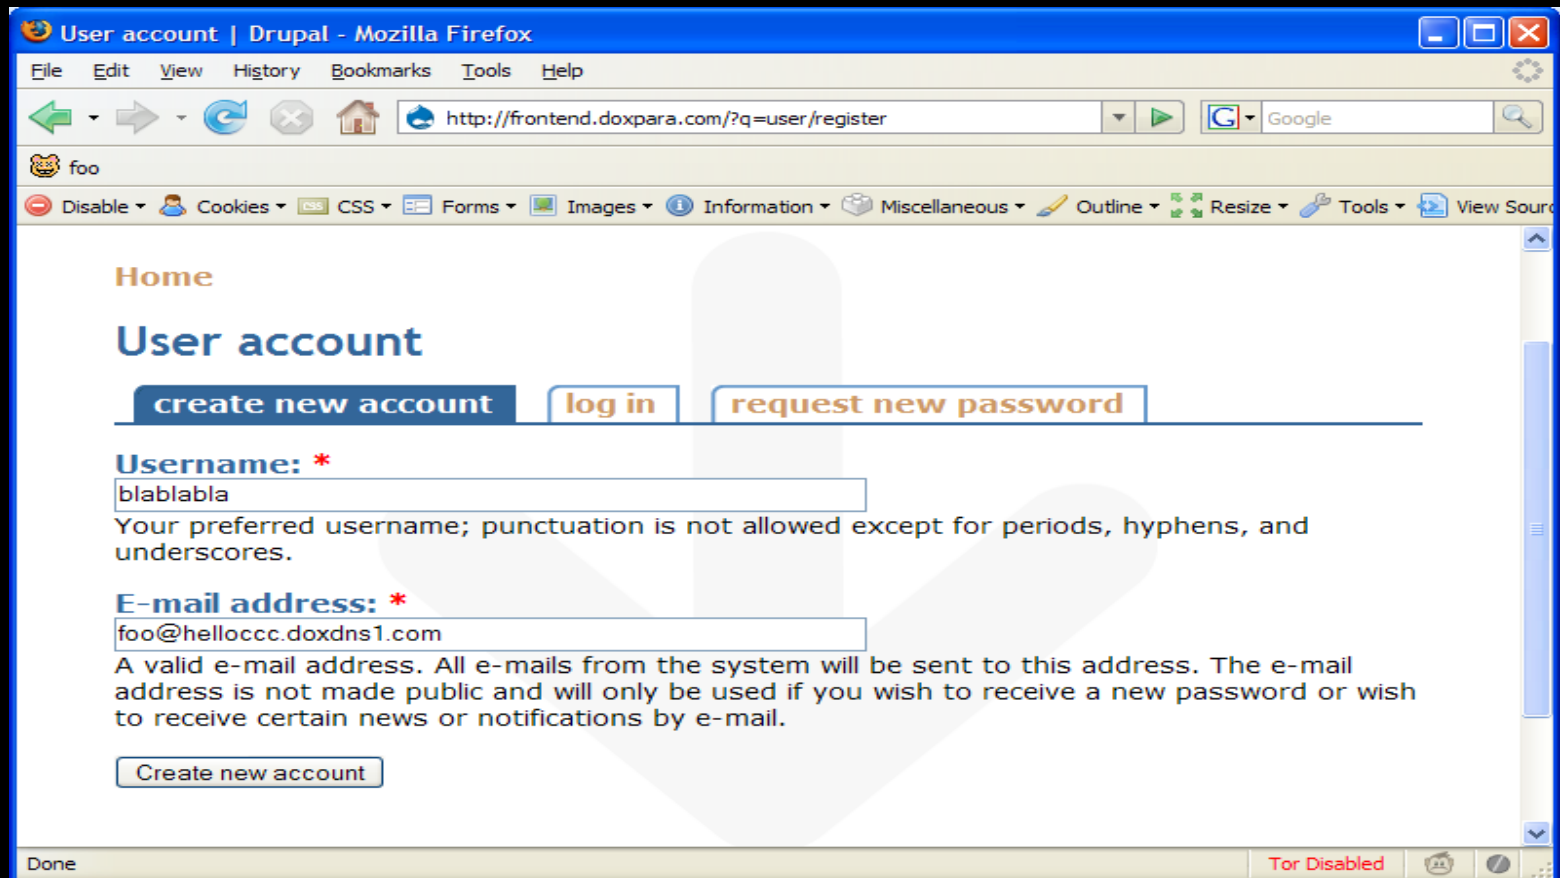 User account | Drupal - Mozilla Firefox
File Edit View History Bookmarks Tools Help
http://frontend.doxpara.com/?q=user/register G Google
foo
Disable Cookies CSS Forms Images Information Miscellaneous Outline Resize Tools View Sourc
Home
User account
create new account log in request new password
Username: *
blablabla
Your preferred username; punctuation is not allowed except for periods, hyphens, and
underscores.
E-mail address: *
foo@helloccc.doxdns1.com
A valid e-mail address. All e-mails from the system will be sent to this address. The e-mail
address is not made public and will only be used if you wish to receive a new password or wish
to receive certain news or notifications by e-mail.
Create new account
Done Tor Disabled